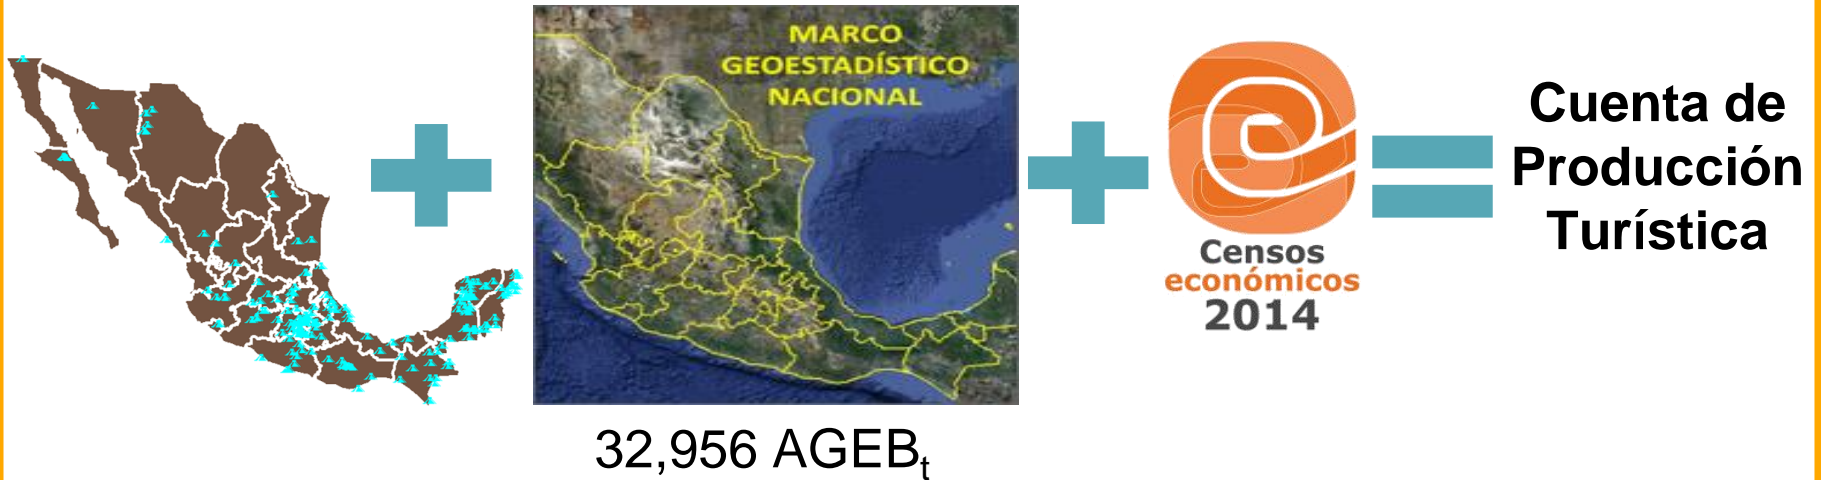 MARCO
GEOESTADÍSTICO
NACIONAL
32,956 AGEBt
Censos
económicos
2014
Cuenta de
Producción
Turística